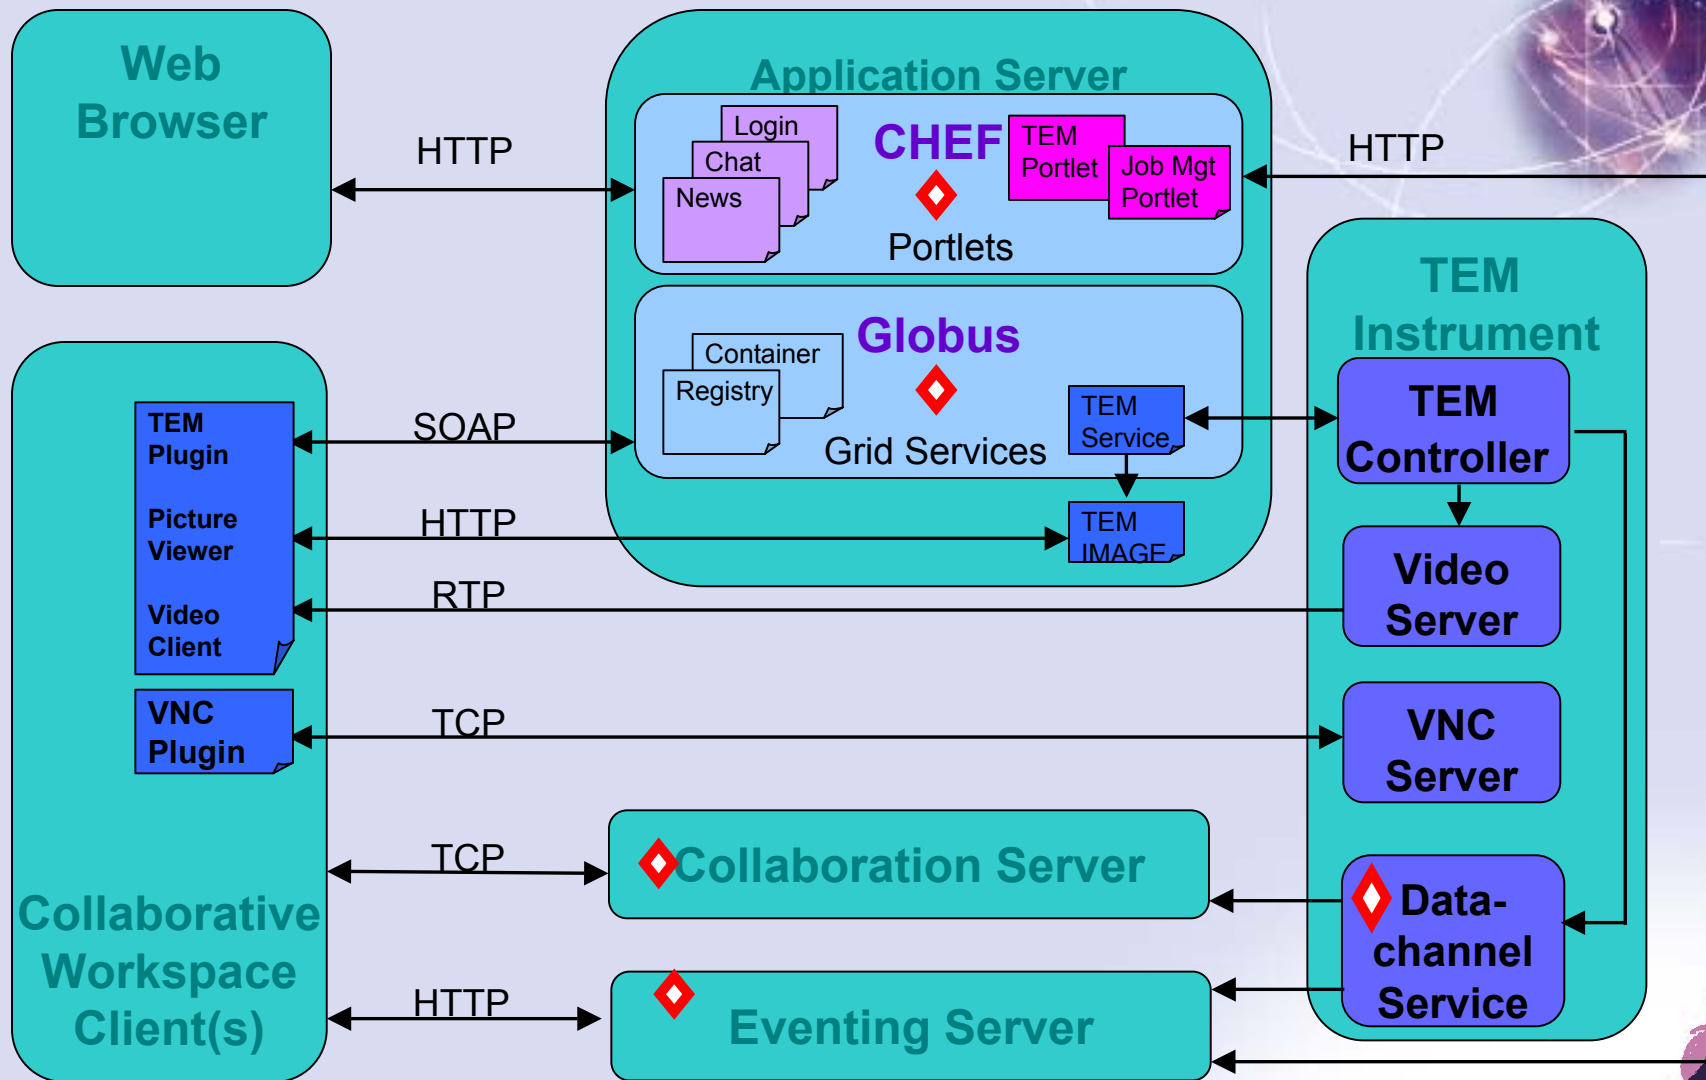 Web
Browser
HTTP
Application Server
Login
Chat
News
CHEF
Portlets
TEM
Portlet
Job Mgt
Portlet
HTTP
Globus
Container
Registry
Grid Services
TEM
Service
TEM
IMAGE
TEM
Instrument
TEM
Controller
Video
Server
VNC
Server
Data-
channel
Service
TEM
Plugin
Picture
Viewer
Video
Client
VNC
Plugin
SOAP
HTTP
RTP
TCP
TCP
HTTP
Collaborative
Workspace
Client(s)
Collaboration Server
Eventing Server